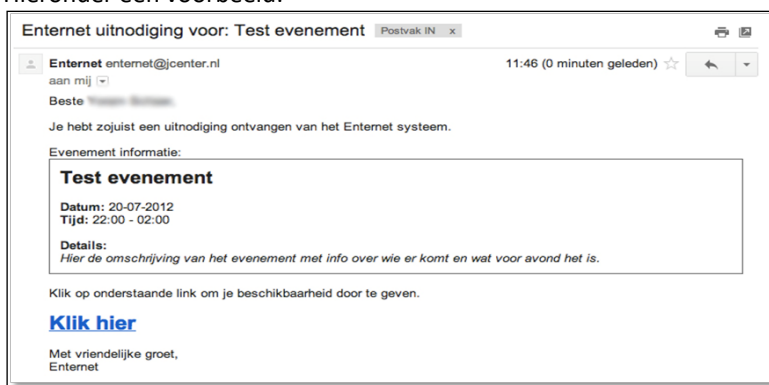 Hieronder een voorbeeld:
Enternet uitnodiging voor: Test evenement Postvak IN x
Enternet enternet@jcenter.nl 11:46 (0 minuten geleden)
aan mij
Beste
Je hebt zojuist een uitnodiging ontvangen van het Enternet systeem.
Evenement informatie:
Test evenement
Datum: 20-07-2012
Tijd: 22:00 - 02:00
Details:
Hier de omschrijving van het evenement met info over wie er komt en wat voor avond het is.
Klik op onderstaande link om je beschikbaarheid door te geven.
Klik hier
Met vriendelijke groet,
Enternet